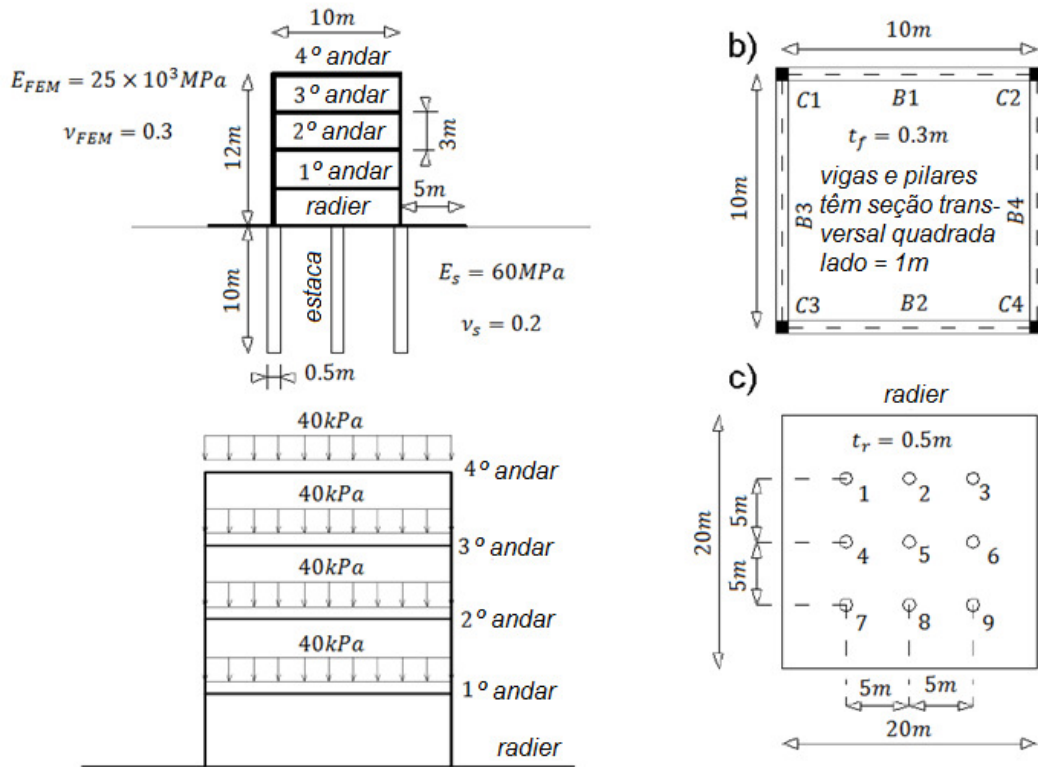 10m
4º andar
E_FEM = 25 × 10³MPa
3º andar
ν_FEM = 0.3
2º andar
12m
3m
1º andar
5m
radier
10m
estaca
E_s = 60MPa
ν_s = 0.2
0.5m
40kPa
4º andar
40kPa
3º andar
40kPa
2º andar
40kPa
1º andar
radier
b)
10m
C1 B1 C2
t_f = 0.3m
10m
vigas e pilares
têm seção trans-
versal quadrada
lado = 1m
B3
B4
C3 B2 C4
c)
radier
t_r = 0.5m
1 2 3
5m
20m
4 5 6
5m
7 8 9
5m 5m
20m